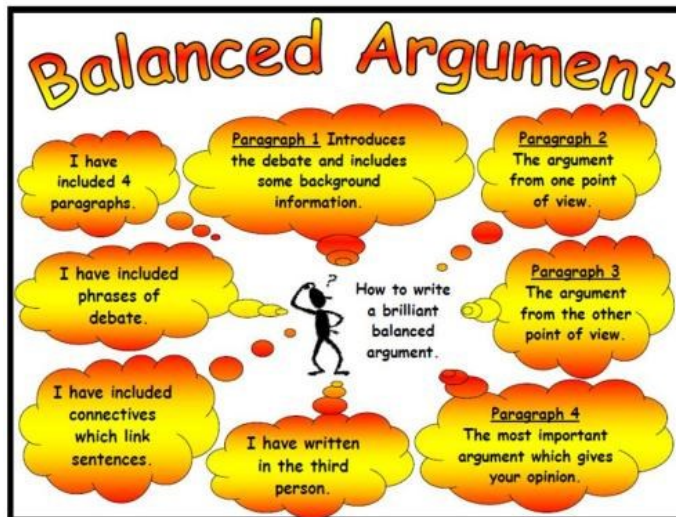 Balanced Argument
I have
included 4
paragraphs.
Paragraph 1 Introduces
the debate and includes
some background
information.
Paragraph 2
The argument
from one point
of view.
I have included
phrases of
debate.
?
How to write
a brilliant
balanced
argument.
Paragraph 3
The argument
from the other
point of view.
I have included
connectives
which link
sentences.
I have written
in the third
person.
Paragraph 4
The most important
argument which gives
your opinion.